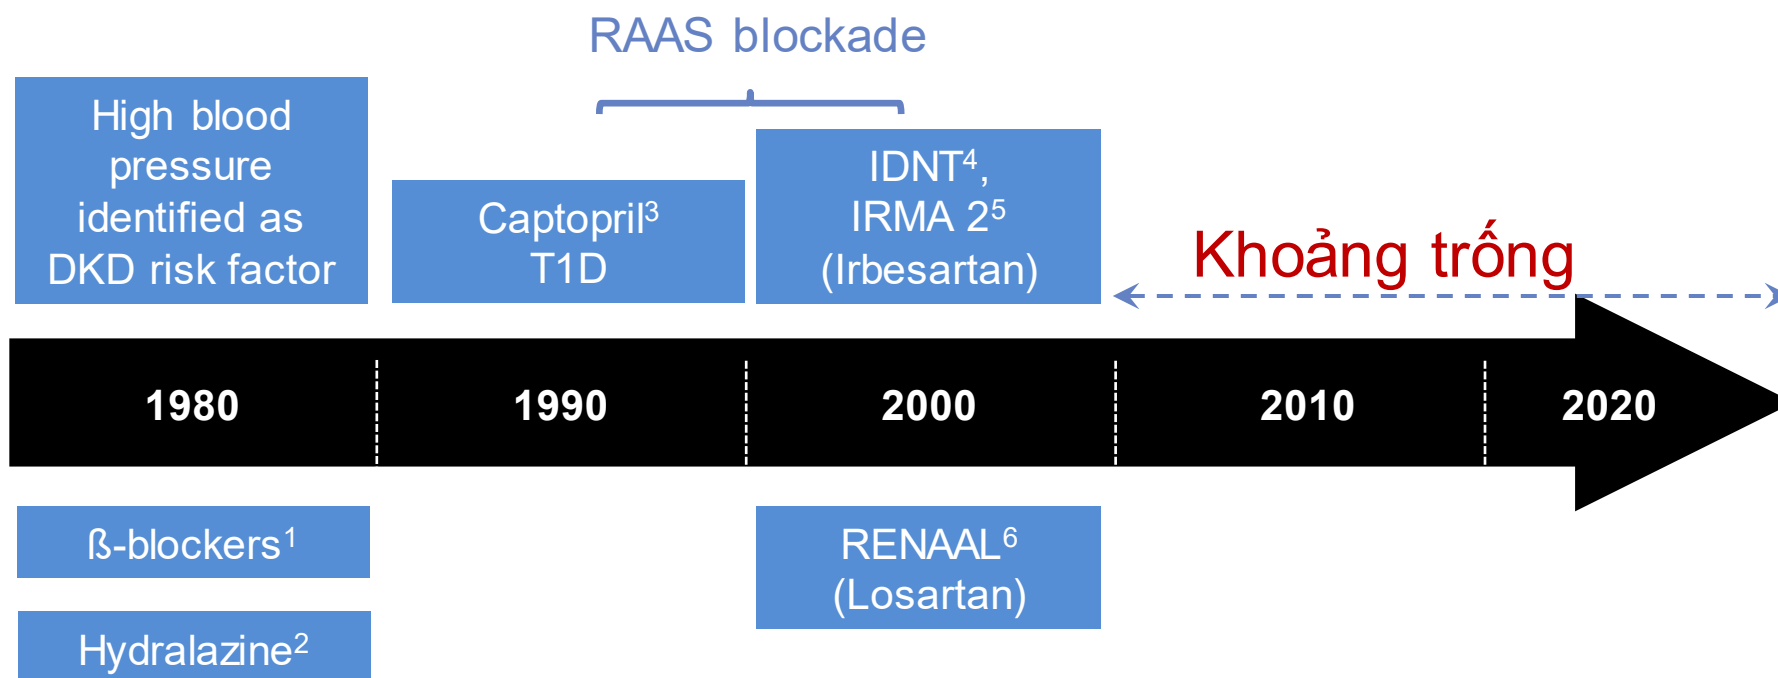 RAAS blockade
High blood
pressure
identified as
DKD risk factor
Captopril³
T1D
IDNT⁴,
IRMA 2⁵
(Irbesartan)
Khoảng trống
1980
1990
2000
2010
2020
ß-blockers¹
Hydralazine²
RENAAL⁶
(Losartan)